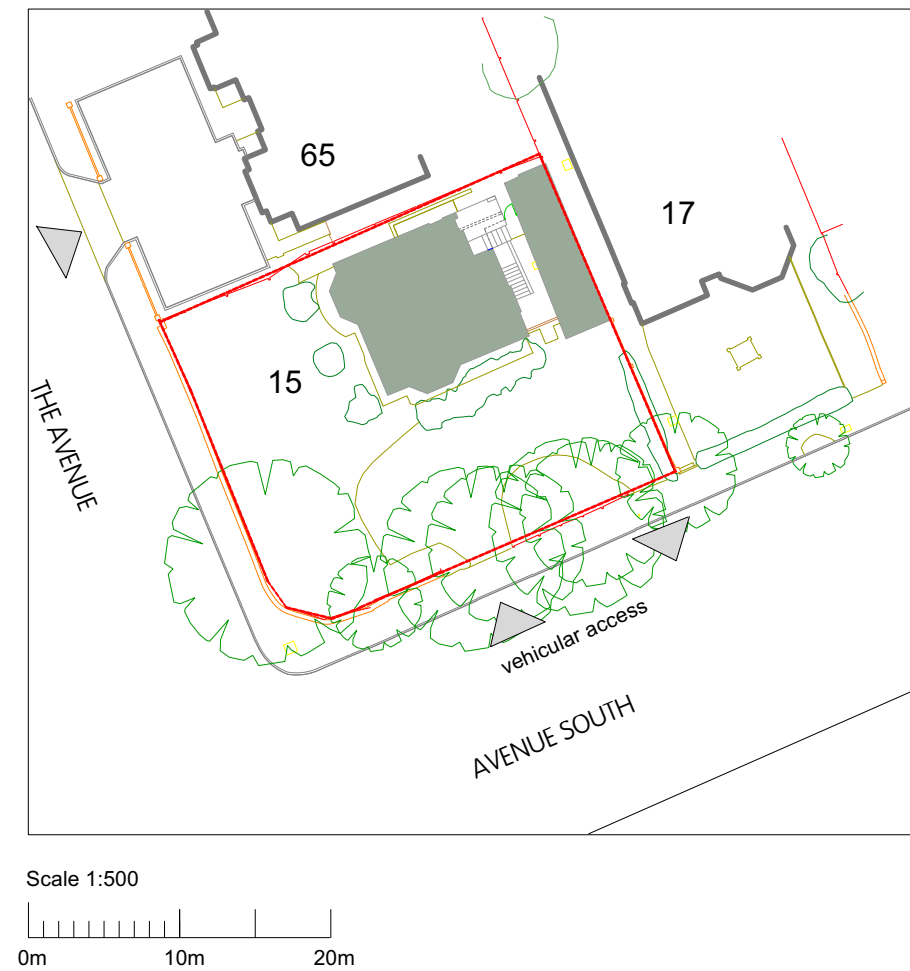 65
17
15
THE AVENUE
vehicular access
AVENUE SOUTH
Scale 1:500
0m 10m 20m